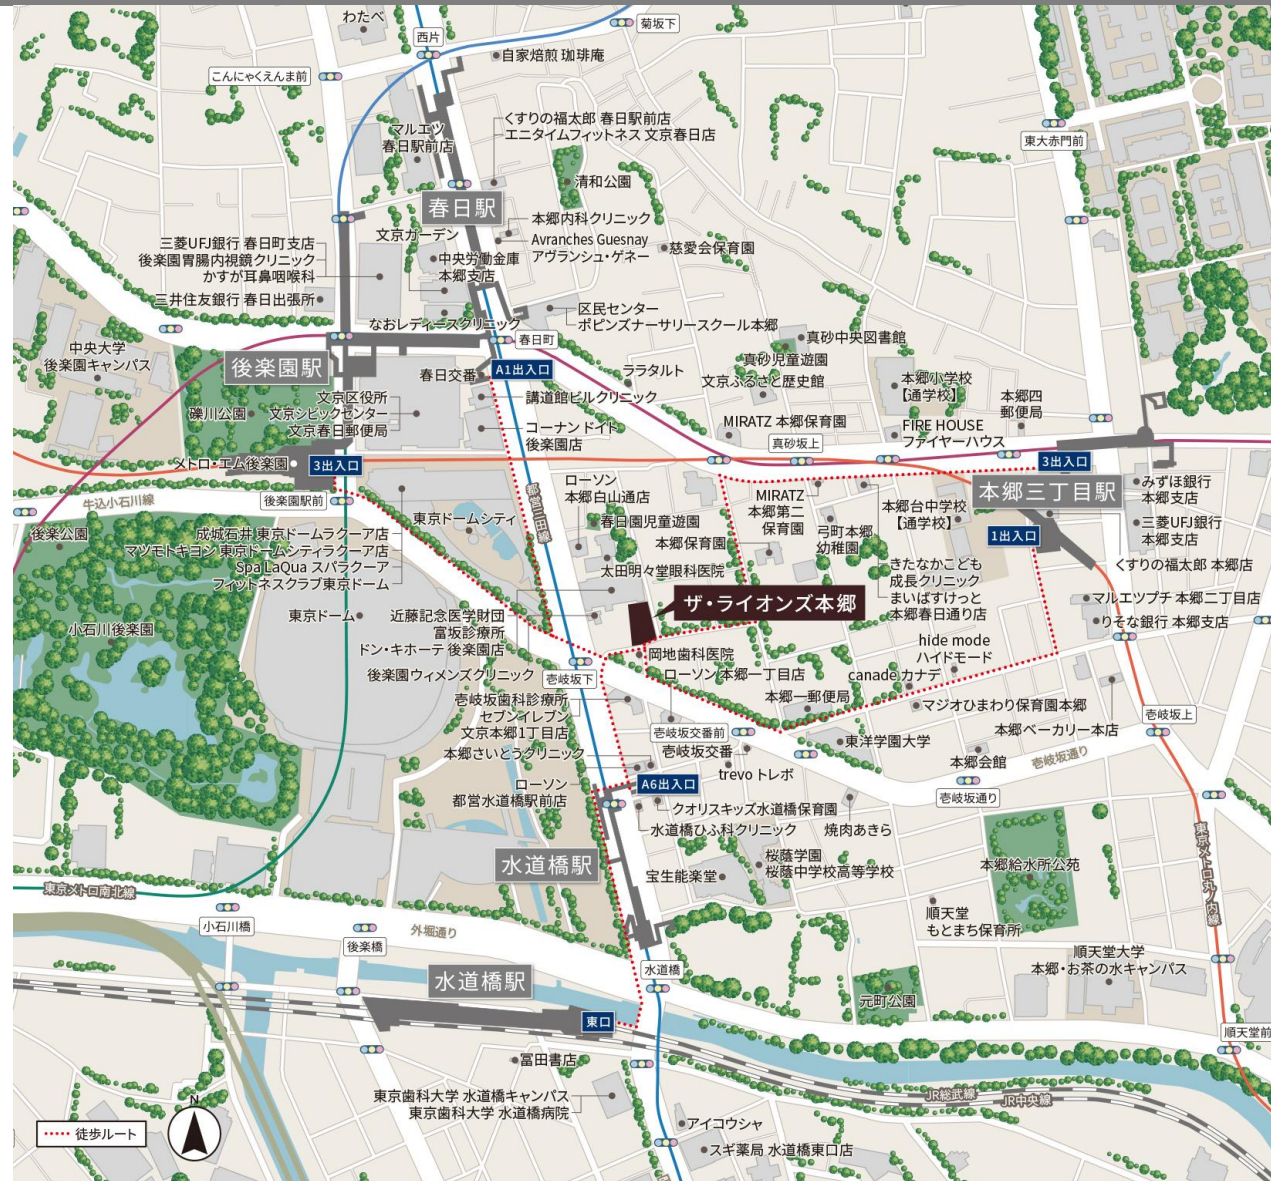 わたべ
西片
菊坂下
自家焙煎 珈琲庵
こんにゃくえんま前
マルエツ
春日駅前店
くすりの福太郎 春日駅前店
エニタイムフィットネス 文京春日店
東大赤門前
清和公園
春日駅
本郷内科クリニック
文京ガーデン
Avranches Guesnay
アヴランシュ・ゲネー
慈愛会保育園
三菱UFJ銀行 春日町支店
後楽園胃腸内視鏡クリニック
かすが耳鼻咽喉科
中央労働金庫
本郷支店
三井住友銀行 春日出張所
区民センター
ポピンズナーサリースクール本郷
なおレディースクリニック
春日町
真砂中央図書館
中央大学
後楽園キャンパス
後楽園駅
春日交番
A1出入口
ララタルト
真砂児童遊園
文京ふるさと歴史館
本郷小学校
【通学校】
本郷四
郵便局
文京区役所
文京シビックセンター
文京春日郵便局
講道館ビルクリニック
礫川公園
コーナンドイト
後楽園店
MIRATZ 本郷保育園
真砂坂上
FIRE HOUSE
ファイヤーハウス
メトロ・エム後楽園
3出入口
3出入口
後楽園駅前
牛込小石川線
ローソン
本郷白山通店
MIRATZ
本郷第二
保育園
本郷台中学校
【通学校】
本郷三丁目駅
みずほ銀行
本郷支店
都営三田線
東京ドームシティ
春日園児童遊園
弓町本郷
幼稚園
1出入口
三菱UFJ銀行
本郷支店
後楽公園
成城石井 東京ドームラクーア店
マツモトキヨシ 東京ドームシティラクーア店
Spa LaQua スパラクーア
フィットネスクラブ東京ドーム
本郷保育園
太田明々堂眼科医院
きたなかこども
成長クリニック
まいばすけっと
本郷春日通り店
くすりの福太郎 本郷店
ザ・ライオンズ本郷
マルエツプチ 本郷二丁目店
りそな銀行 本郷支店
東京ドーム
近藤記念医学財団
富坂診療所
ドン・キホーテ 後楽園店
後楽園ウィメンズクリニック
小石川後楽園
岡地歯科医院
ローソン 本郷一丁目店
hide mode
ハイドモード
canade カナデ
壱岐坂下
壱岐坂歯科診療所
セブンイレブン
文京本郷1丁目店
本郷一郵便局
マジオひまわり保育園本郷
壱岐坂上
壱岐坂交番前
本郷ベーカリー本店
本郷さいとうクリニック
壱岐坂交番
東洋学園大学
本郷会館
壱岐坂通り
trevo トレボ
ローソン
都営水道橋駅前店
A6出入口
壱岐坂通り
クオリスキッズ水道橋保育園
水道橋ひふ科クリニック
焼肉あきら
東京メトロ丸ノ内線
水道橋駅
桜蔭学園
桜蔭中学校高等学校
宝生能楽堂
本郷給水所公苑
東京メトロ南北線
小石川橋
外堀通り
後楽橋
順天堂
もとまち保育所
順天堂大学
本郷・お茶の水キャンパス
水道橋駅
水道橋
元町公園
東口
順天堂前
冨田書店
東京歯科大学 水道橋キャンパス
東京歯科大学 水道橋病院
JR総武線
JR中央線
アイコウシャ
スギ薬局 水道橋東口店
徒歩ルート
N